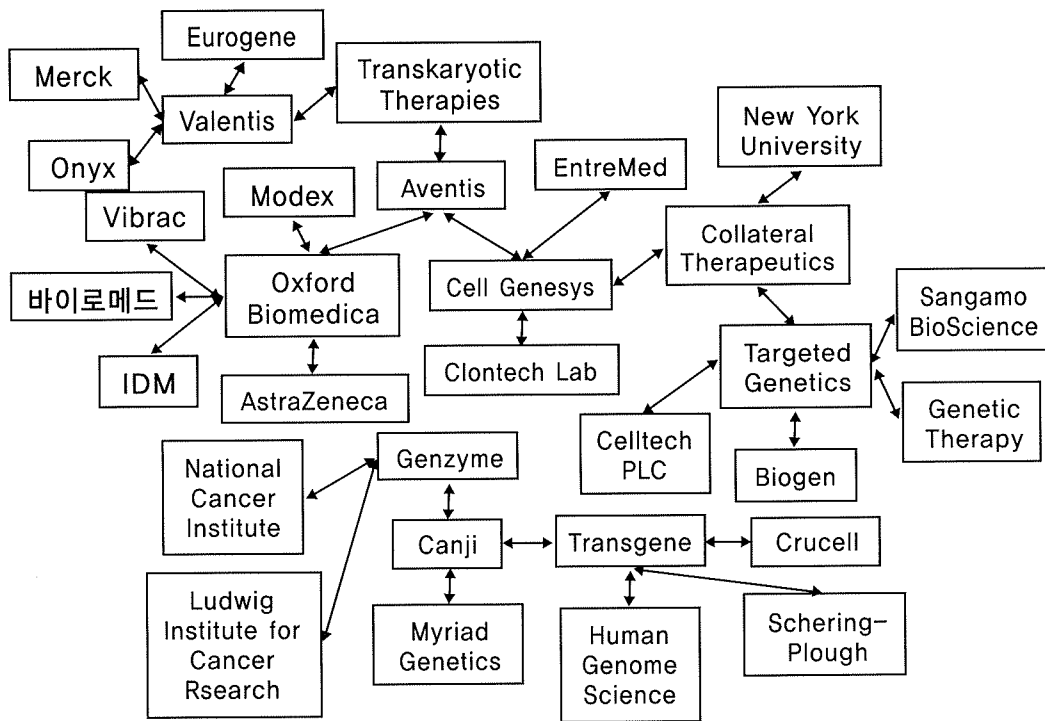 Eurogene
Merck
Transkaryotic
Therapies
Valentis
New York
University
Onyx
EntreMed
Modex
Aventis
Vibrac
Collateral
Therapeutics
Oxford
Biomedica
Cell Genesys
바이로메드
Sangamo
BioScience
IDM
Clontech Lab
Targeted
Genetics
AstraZeneca
Genetic
Therapy
Celltech
PLC
Genzyme
National
Cancer
Institute
Biogen
Canji
Transgene
Crucell
Ludwig
Institute for
Cancer
Rsearch
Myriad
Genetics
Human
Genome
Science
Schering-
Plough